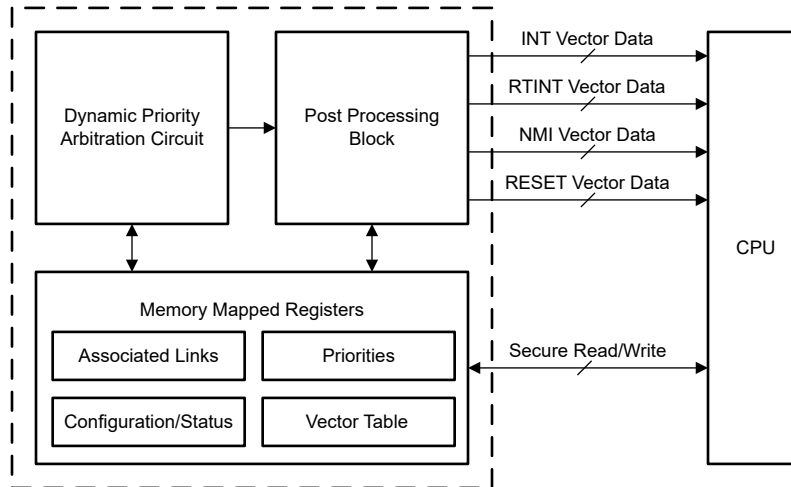 Dynamic Priority
Arbitration Circuit
Post Processing
Block
INT Vector Data
RTINT Vector Data
NMI Vector Data
RESET Vector Data
CPU
Memory Mapped Registers
Associated Links
Priorities
Configuration/Status
Vector Table
Secure Read/Write